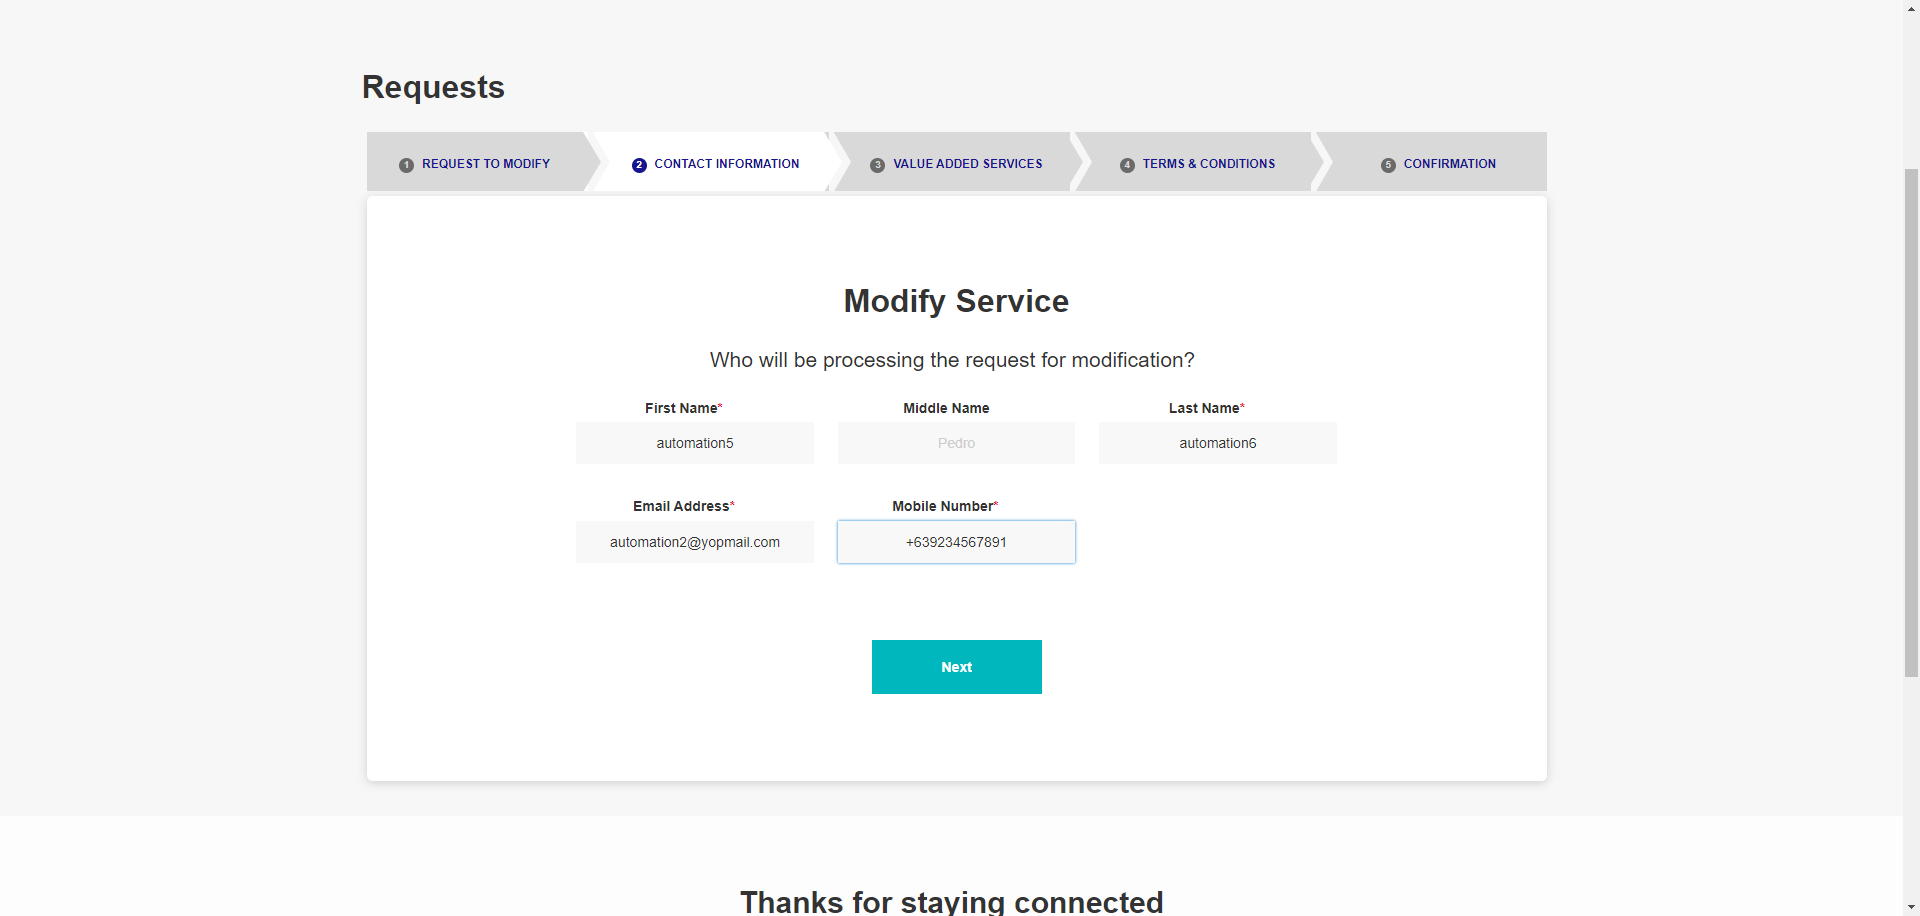 Requests
1 REQUEST TO MODIFY 2 CONTACT INFORMATION 3 VALUE ADDED SERVICES 4 TERMS & CONDITIONS 5 CONFIRMATION
Modify Service
Who will be processing the request for modification?
First Name* Middle Name Last Name*
automation5 Pedro automation6
Email Address* Mobile Number*
automation2@yopmail.com +639234567891
Next
Thanks for staying connected